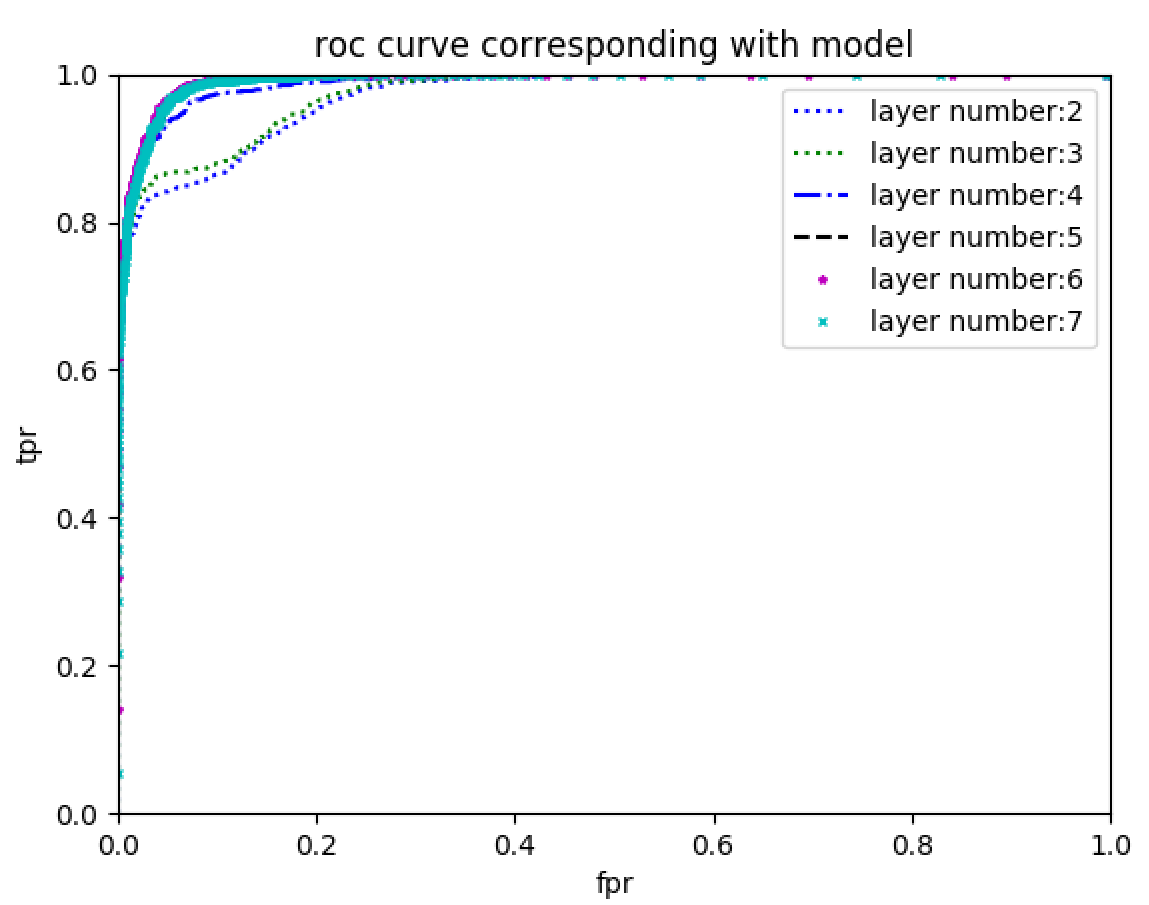 roc curve corresponding with model
1.0
0.8
0.6
0.4
0.2
0.0
tpr
layer number:2
layer number:3
layer number:4
layer number:5
layer number:6
layer number:7
0.0 0.2 0.4 0.6 0.8 1.0
fpr